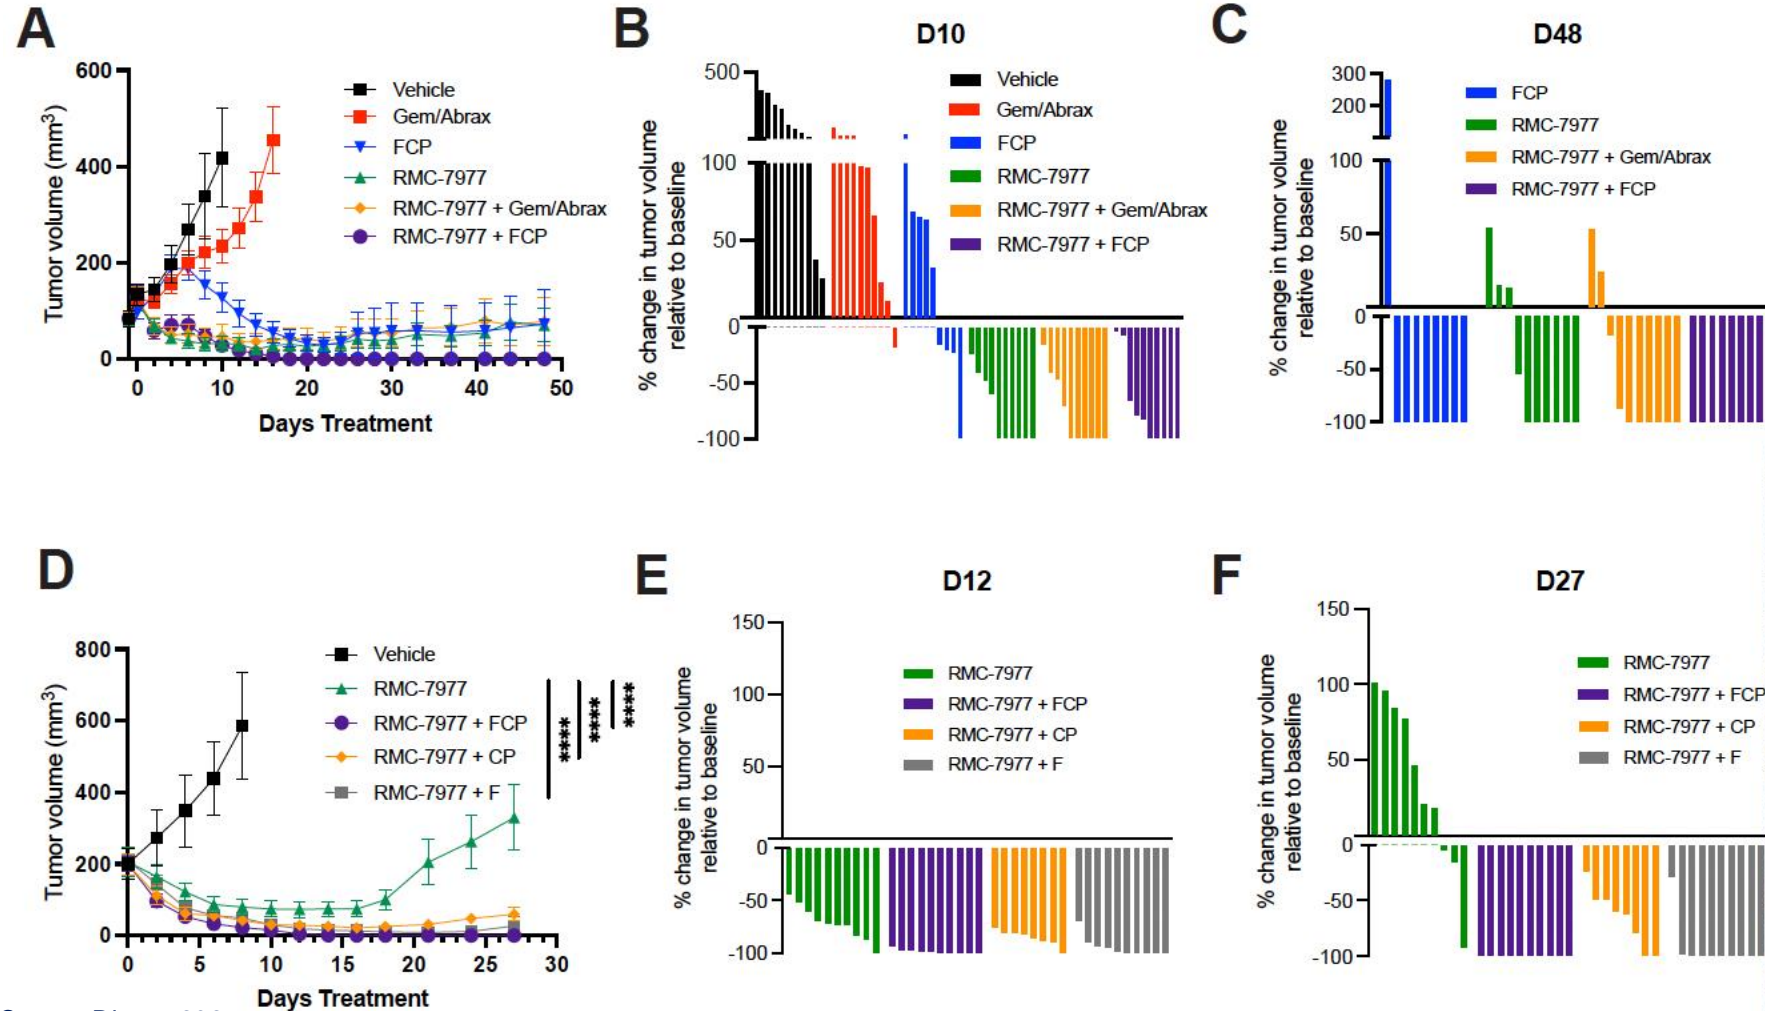 A
600
400
200
0
Tumor volume (mm3)
0 10 20 30 40 50
Days Treatment
Vehicle
Gem/Abrax
FCP
RMC-7977
RMC-7977 + Gem/Abrax
RMC-7977 + FCP
B
D10
500
100
50
0
-50
-100
% change in tumor volume
relative to baseline
Vehicle
Gem/Abrax
FCP
RMC-7977
RMC-7977 + Gem/Abrax
RMC-7977 + FCP
C
D48
300
200
100
50
0
-50
-100
% change in tumor volume
relative to baseline
FCP
RMC-7977
RMC-7977 + Gem/Abrax
RMC-7977 + FCP
D
800
600
400
200
0
Tumor volume (mm3)
0 5 10 15 20 25 30
Days Treatment
Vehicle
RMC-7977
RMC-7977 + FCP
RMC-7977 + CP
RMC-7977 + F
****
****
****
E
D12
150
100
50
0
-50
-100
% change in tumor volume
relative to baseline
RMC-7977
RMC-7977 + FCP
RMC-7977 + CP
RMC-7977 + F
F
D27
150
100
50
0
-50
-100
% change in tumor volume
relative to baseline
RMC-7977
RMC-7977 + FCP
RMC-7977 + CP
RMC-7977 + F